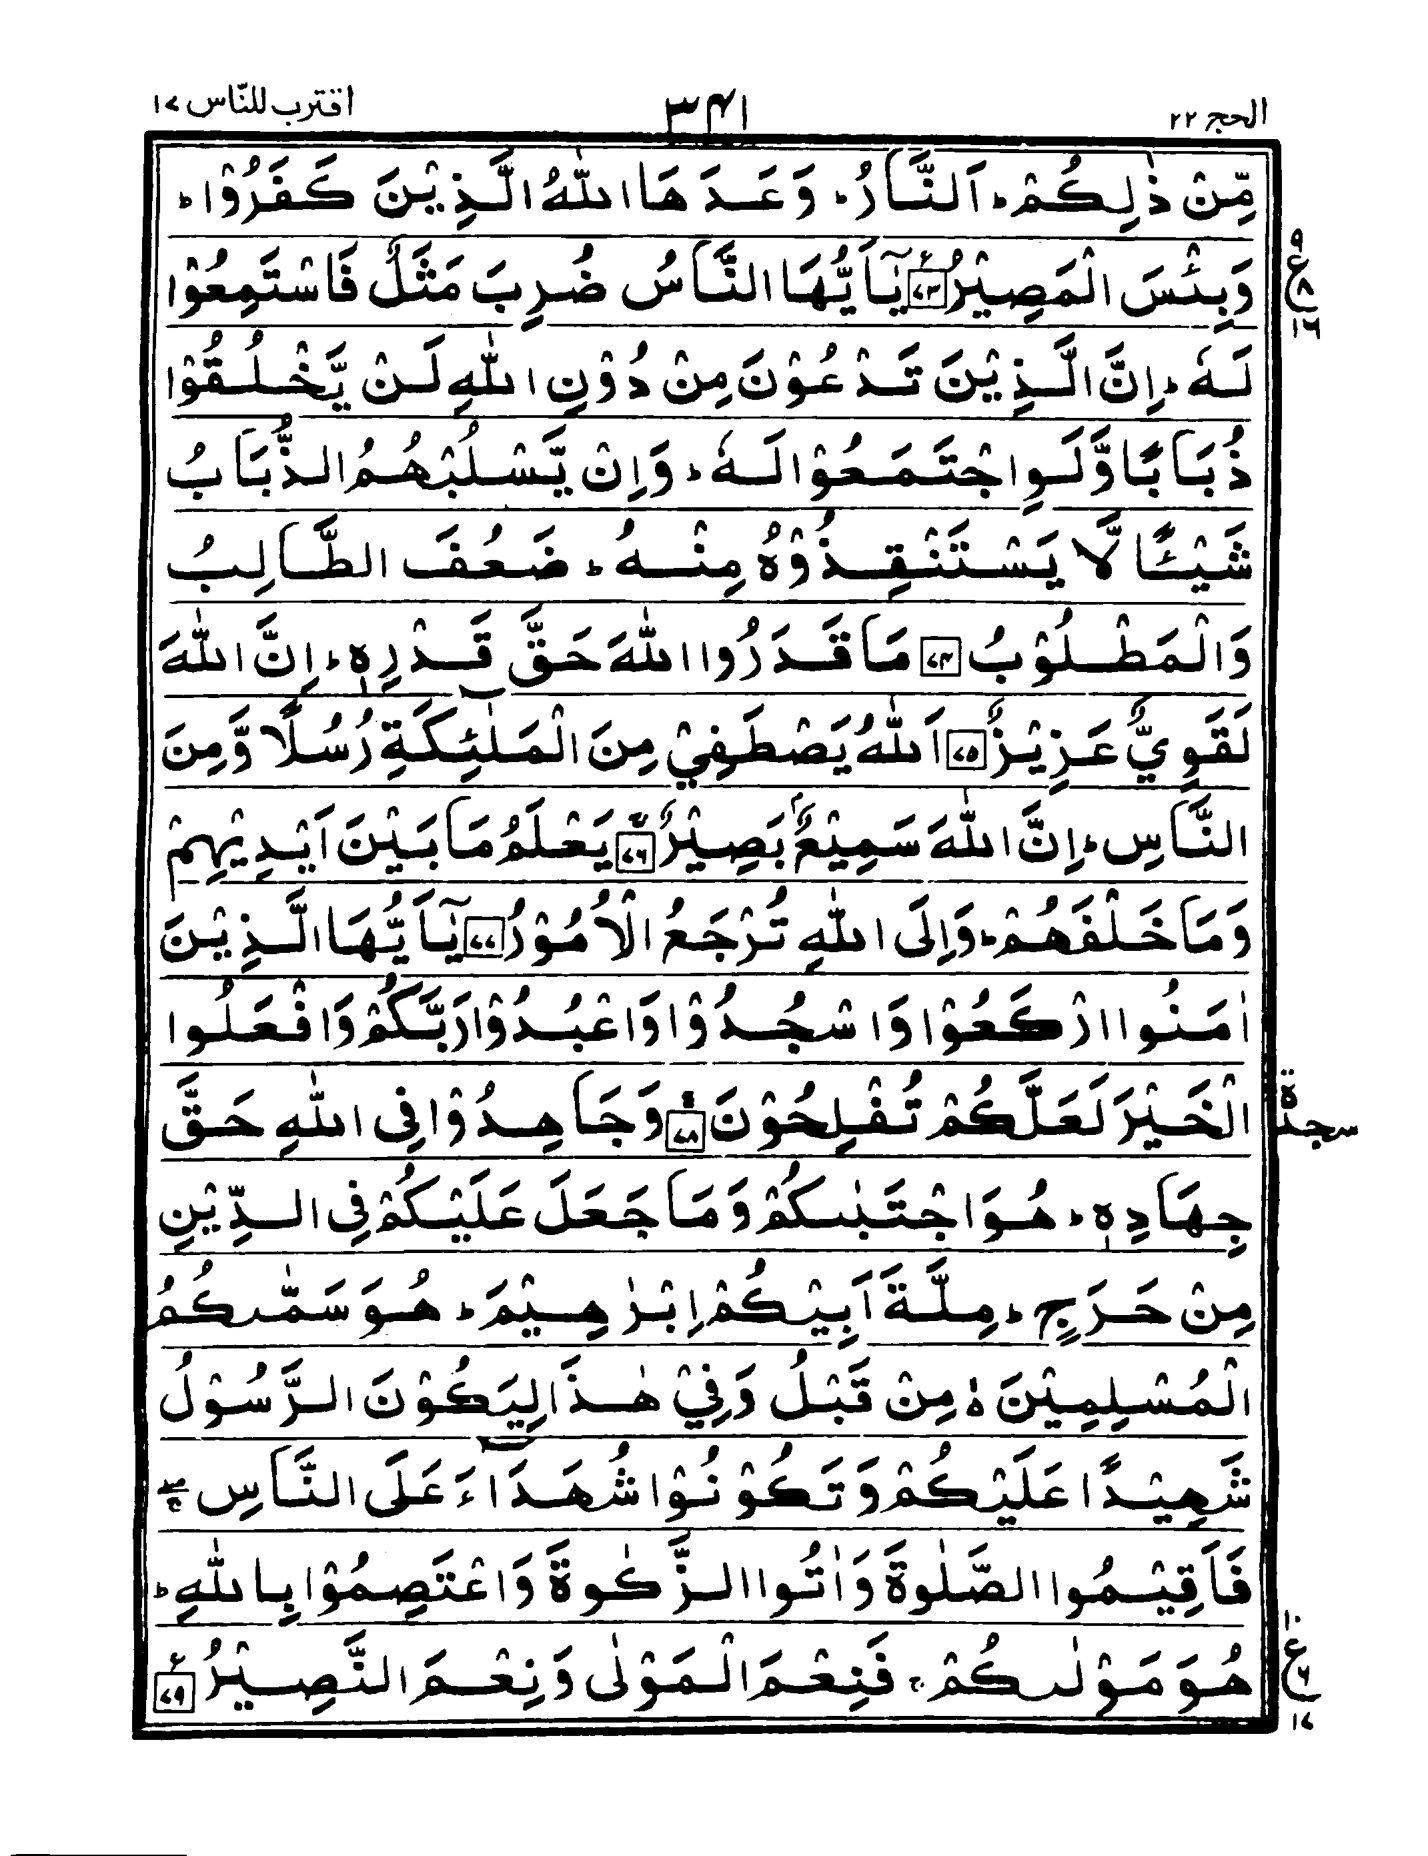 اقترب للنّاس ١٧
٣٤١
الحج ٢٢
مِّنْ ذٰلِكُمْ ؕ اَلنَّارُ ؕ وَعَدَهَا اللّٰهُ الَّذِيْنَ كَفَرُوْا ؕ
وَبِئْسَ الْمَصِيْرُ ۧ ٧٣ يٰۤاَيُّهَا النَّاسُ ضُرِبَ مَثَلٌ فَاسْتَمِعُوْا
٩ ع ٨ ١٦
لَهٗ ؕ اِنَّ الَّذِيْنَ تَدْعُوْنَ مِنْ دُوْنِ اللّٰهِ لَنْ يَّخْلُقُوْا
ذُبَابًا وَّلَوِ اجْتَمَعُوْا لَهٗ ؕ وَاِنْ يَّسْلُبْهُمُ الذُّبَابُ
شَيْـًٔا لَّا يَسْتَنْقِذُوْهُ مِنْهُ ؕ ضَعُفَ الطَّالِبُ
وَالْمَطْلُوْبُ ٧٤ مَا قَدَرُوا اللّٰهَ حَقَّ قَدْرِهٖ ؕ اِنَّ اللّٰهَ
لَقَوِيٌّ عَزِيْزٌ ٧٥ اَللّٰهُ يَصْطَفِيْ مِنَ الْمَلٰٓئِكَةِ رُسُلًا وَّمِنَ
النَّاسِ ؕ اِنَّ اللّٰهَ سَمِيْعٌۢ بَصِيْرٌ ۚ ٧٦ يَعْلَمُ مَا بَيْنَ اَيْدِيْهِمْ
وَمَا خَلْفَهُمْ ؕ وَاِلَى اللّٰهِ تُرْجَعُ الْاُمُوْرُ ٧٧ يٰۤاَيُّهَا الَّذِيْنَ
اٰمَنُوا ارْكَعُوْا وَاسْجُدُوْا وَاعْبُدُوْا رَبَّكُمْ وَافْعَلُوا
الْخَيْرَ لَعَلَّكُمْ تُفْلِحُوْنَ ۩ ٧٨ وَجَاهِدُوْا فِى اللّٰهِ حَقَّ
سجدة
جِهَادِهٖ ؕ هُوَ اجْتَبٰىكُمْ وَمَا جَعَلَ عَلَيْكُمْ فِى الدِّيْنِ
مِنْ حَرَجٍ ؕ مِلَّةَ اَبِيْكُمْ اِبْرٰهِيْمَ ؕ هُوَ سَمّٰىكُمُ
الْمُسْلِمِيْنَ ۙ مِنْ قَبْلُ وَفِيْ هٰذَا لِيَكُوْنَ الرَّسُوْلُ
شَهِيْدًا عَلَيْكُمْ وَتَكُوْنُوْا شُهَدَآءَ عَلَى النَّاسِ ۖۚ
فَاَقِيْمُوا الصَّلٰوةَ وَاٰتُوا الزَّكٰوةَ وَاعْتَصِمُوْا بِاللّٰهِ ؕ
هُوَ مَوْلٰىكُمْ ۚ فَنِعْمَ الْمَوْلٰى وَنِعْمَ النَّصِيْرُ ۧ ٧٩
١٠ ع ٦ ١٧